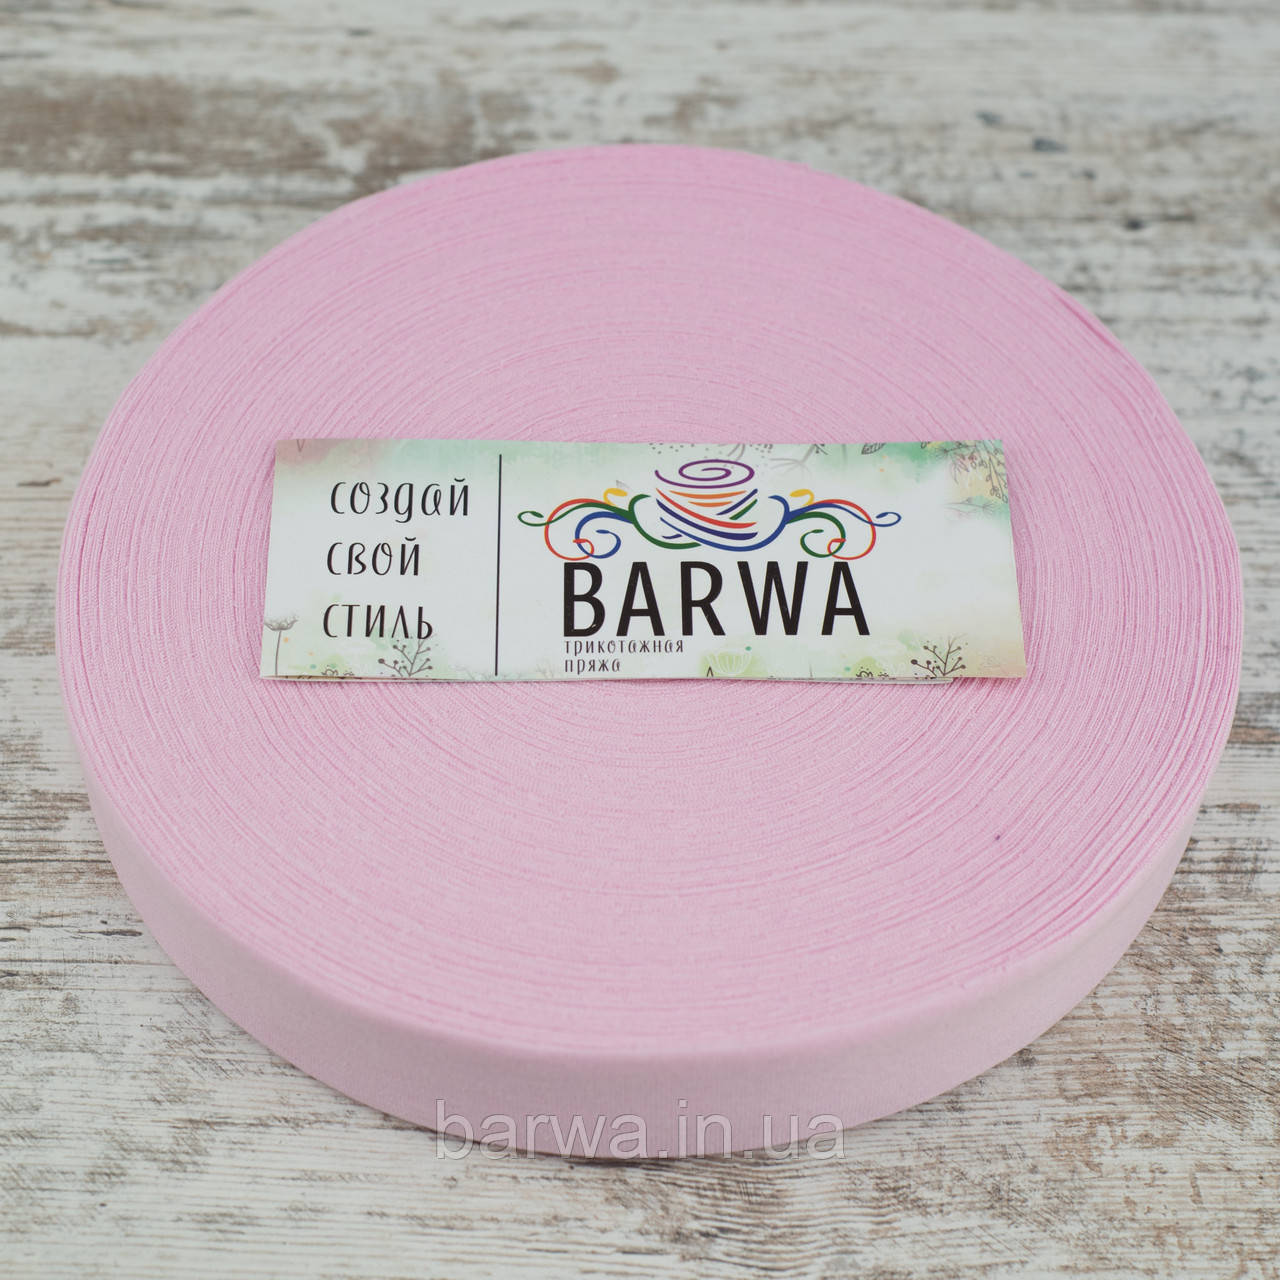 создай
свой
стиль
BARWA
трикотажная
пряжа
barwa.in.ua